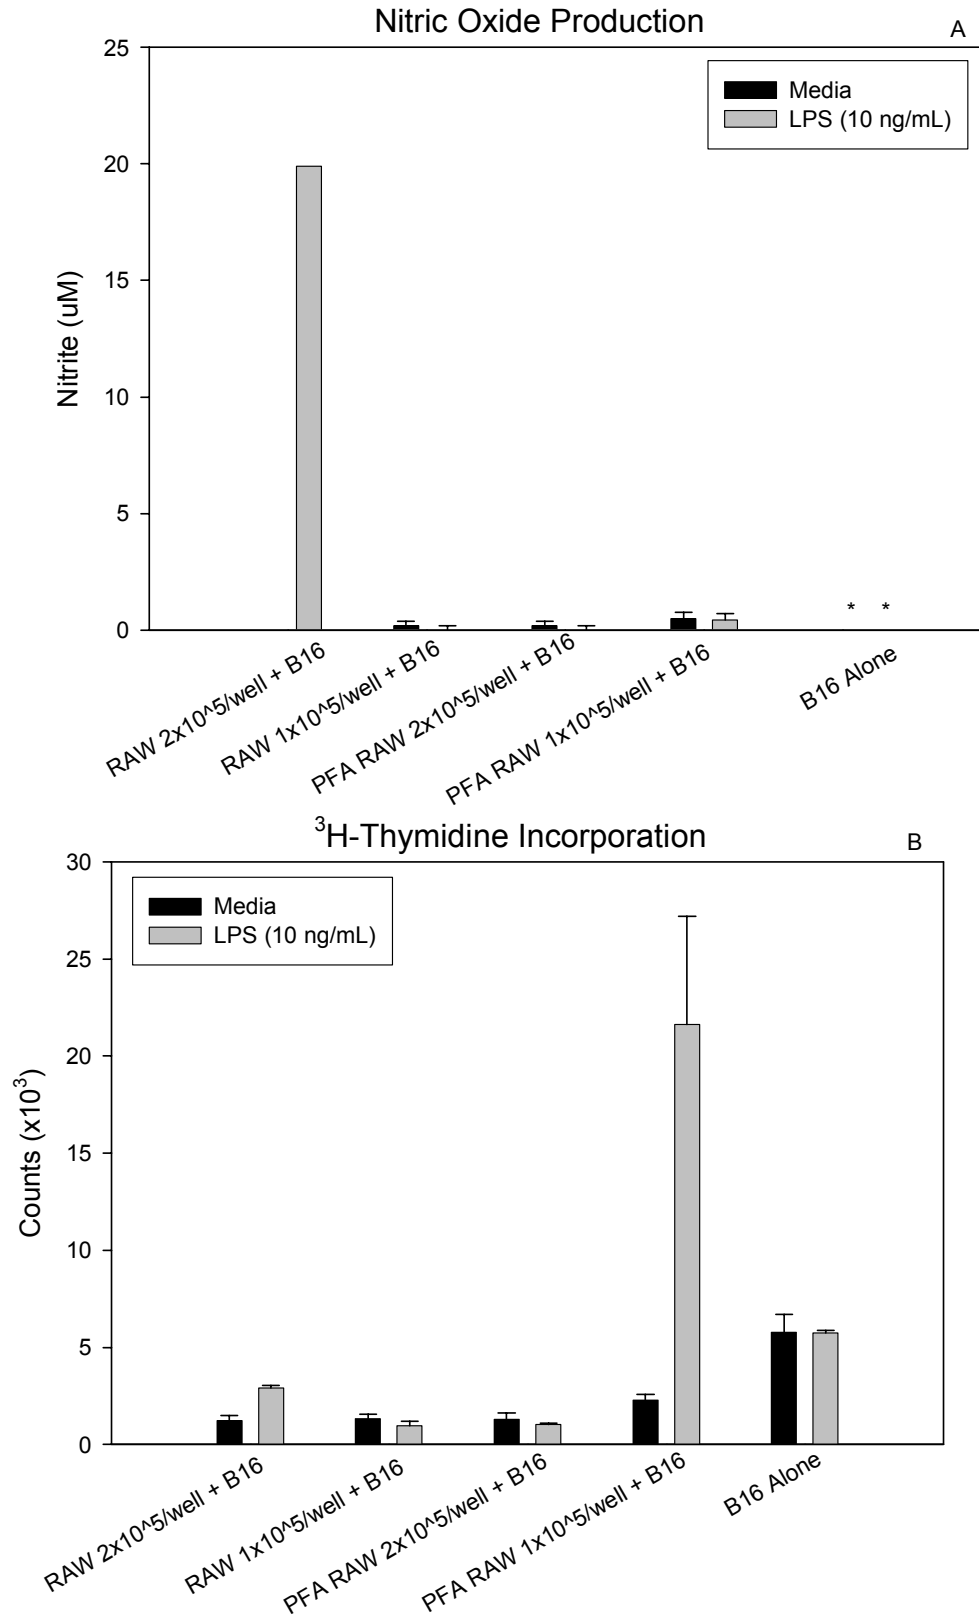 Nitric Oxide Production
A
25
Media
LPS (10 ng/mL)
20
15
10
5
0
Nitrite (uM)
* *
RAW 2x10^5/well + B16
RAW 1x10^5/well + B16
PFA RAW 2x10^5/well + B16
PFA RAW 1x10^5/well + B16
B16 Alone
³H-Thymidine Incorporation
B
30
Media
LPS (10 ng/mL)
25
20
15
10
5
0
Counts (x10³)
RAW 2x10^5/well + B16
RAW 1x10^5/well + B16
PFA RAW 2x10^5/well + B16
PFA RAW 1x10^5/well + B16
B16 Alone